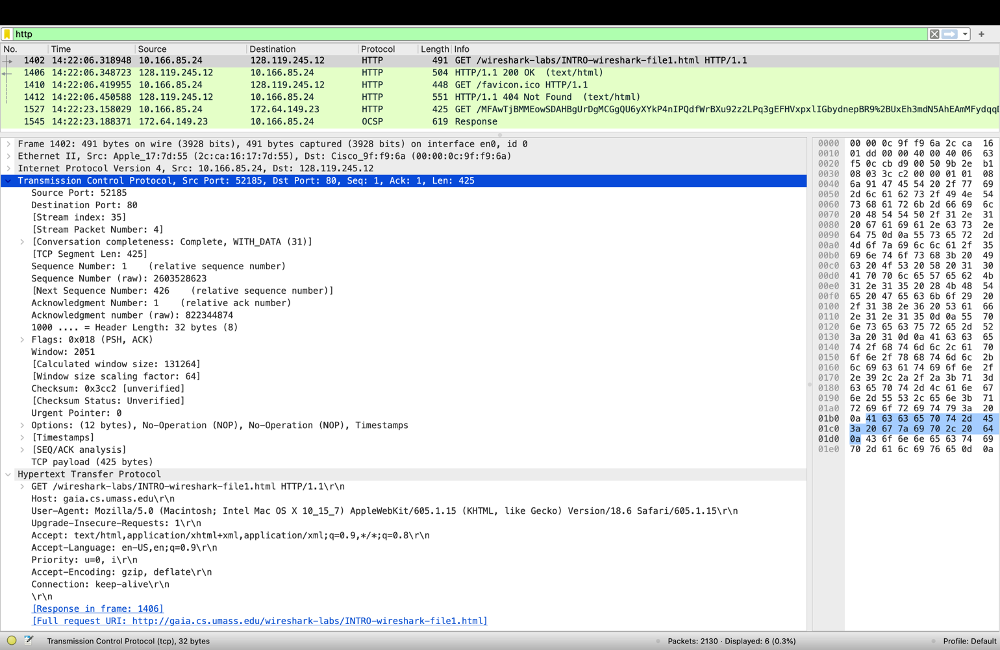 http
No. Time Source Destination Protocol Length Info
1402 14:22:06.318948 10.166.85.24 128.119.245.12 HTTP 491 GET /wireshark-labs/INTRO-wireshark-file1.html HTTP/1.1
1406 14:22:06.348723 128.119.245.12 10.166.85.24 HTTP 504 HTTP/1.1 200 OK  (text/html)
1410 14:22:06.419955 10.166.85.24 128.119.245.12 HTTP 448 GET /favicon.ico HTTP/1.1
1412 14:22:06.450588 128.119.245.12 10.166.85.24 HTTP 551 HTTP/1.1 404 Not Found  (text/html)
1527 14:22:23.158029 10.166.85.24 172.64.149.23 HTTP 425 GET /MFAwTjBMMEowSDAHBgUrDgMCGgQU6yXYkP4nIPQdfWrBXu92z2LPq3gEFHVxpxlIGbydnepBR9%2BUxEh3mdN5AhEAmMFydqq
1545 14:22:23.188371 172.64.149.23 10.166.85.24 OCSP 619 Response
Frame 1402: 491 bytes on wire (3928 bits), 491 bytes captured (3928 bits) on interface en0, id 0
Ethernet II, Src: Apple_17:7d:55 (2c:ca:16:17:7d:55), Dst: Cisco_9f:f9:6a (00:00:0c:9f:f9:6a)
Internet Protocol Version 4, Src: 10.166.85.24, Dst: 128.119.245.12
Transmission Control Protocol, Src Port: 52185, Dst Port: 80, Seq: 1, Ack: 1, Len: 425
Source Port: 52185
Destination Port: 80
[Stream index: 35]
[Stream Packet Number: 4]
[Conversation completeness: Complete, WITH_DATA (31)]
[TCP Segment Len: 425]
Sequence Number: 1    (relative sequence number)
Sequence Number (raw): 2603528623
[Next Sequence Number: 426    (relative sequence number)]
Acknowledgment Number: 1    (relative ack number)
Acknowledgment number (raw): 822344874
1000 .... = Header Length: 32 bytes (8)
Flags: 0x018 (PSH, ACK)
Window: 2051
[Calculated window size: 131264]
[Window size scaling factor: 64]
Checksum: 0x3cc2 [unverified]
[Checksum Status: Unverified]
Urgent Pointer: 0
Options: (12 bytes), No-Operation (NOP), No-Operation (NOP), Timestamps
[Timestamps]
[SEQ/ACK analysis]
TCP payload (425 bytes)
Hypertext Transfer Protocol
GET /wireshark-labs/INTRO-wireshark-file1.html HTTP/1.1\r\n
Host: gaia.cs.umass.edu\r\n
User-Agent: Mozilla/5.0 (Macintosh; Intel Mac OS X 10_15_7) AppleWebKit/605.1.15 (KHTML, like Gecko) Version/18.6 Safari/605.1.15\r\n
Upgrade-Insecure-Requests: 1\r\n
Accept: text/html,application/xhtml+xml,application/xml;q=0.9,*/*;q=0.8\r\n
Accept-Language: en-US,en;q=0.9\r\n
Priority: u=0, i\r\n
Accept-Encoding: gzip, deflate\r\n
Connection: keep-alive\r\n
\r\n
[Response in frame: 1406]
[Full request URI: http://gaia.cs.umass.edu/wireshark-labs/INTRO-wireshark-file1.html]
0000 00 00 0c 9f f9 6a 2c ca 16
0010 01 dd 00 00 40 00 40 06 63
0020 f5 0c cb d9 00 50 9b 2e b1
0030 08 03 3c c2 00 00 01 01 08
0040 6a 91 47 45 54 20 2f 77 69
0050 2d 6c 61 62 73 2f 49 4e 54
0060 73 68 61 72 6b 2d 66 69 6c
0070 20 48 54 54 50 2f 31 2e 31
0080 20 67 61 69 61 2e 63 73 2e
0090 64 75 0d 0a 55 73 65 72 2d
00a0 4d 6f 7a 69 6c 6c 61 2f 35
00b0 69 6e 74 6f 73 68 3b 20 49
00c0 63 20 4f 53 20 58 20 31 30
00d0 41 70 70 6c 65 57 65 62 4b
00e0 31 2e 31 35 20 28 4b 48 54
00f0 65 20 47 65 63 6b 6f 29 20
0100 2f 31 38 2e 36 20 53 61 66
0110 2e 31 2e 31 35 0d 0a 55 70
0120 6e 73 65 63 75 72 65 2d 52
0130 3a 20 31 0d 0a 41 63 63 65
0140 74 2f 68 74 6d 6c 2c 61 70
0150 6f 6e 2f 78 68 74 6d 6c 2b
0160 6c 69 63 61 74 69 6f 6e 2f
0170 2e 39 2c 2a 2f 2a 3b 71 3d
0180 63 65 70 74 2d 4c 61 6e 67
0190 6e 2d 55 53 2c 65 6e 3b 71
01a0 72 69 6f 72 69 74 79 3a 20
01b0 0a 41 63 63 65 70 74 2d 45
01c0 3a 20 67 7a 69 70 2c 20 64
01d0 0a 43 6f 6e 6e 65 63 74 69
01e0 70 2d 61 6c 69 76 65 0d 0a
Transmission Control Protocol (tcp), 32 bytes
Packets: 2130 · Displayed: 6 (0.3%)
Profile: Default